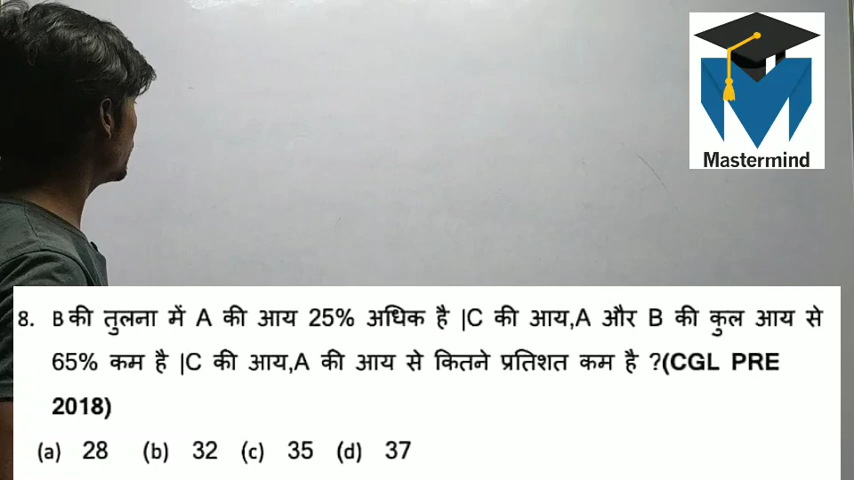 Mastermind
8. B की तुलना में A की आय 25% अधिक है |C की आय,A और B की कुल आय से
65% कम है |C की आय,A की आय से कितने प्रतिशत कम है ?(CGL PRE
2018)
(a) 28 (b) 32 (c) 35 (d) 37